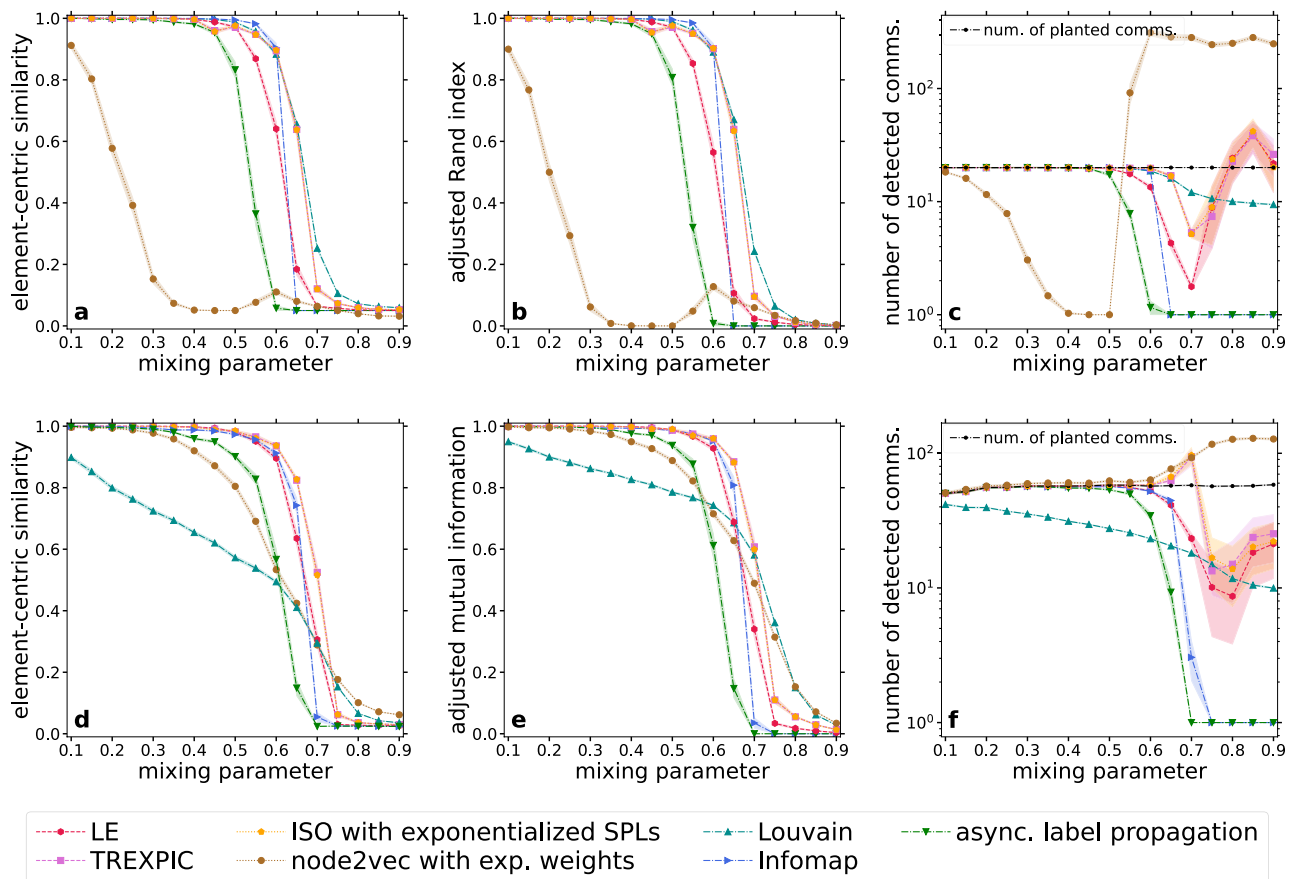 element-centric similarity
1.0
0.8
0.6
0.4
0.2
0.0
a
0.1 0.2 0.3 0.4 0.5 0.6 0.7 0.8 0.9
mixing parameter
adjusted Rand index
1.0
0.8
0.6
0.4
0.2
0.0
b
0.1 0.2 0.3 0.4 0.5 0.6 0.7 0.8 0.9
mixing parameter
number of detected comms.
num. of planted comms.
10²
10¹
10⁰
c
0.1 0.2 0.3 0.4 0.5 0.6 0.7 0.8 0.9
mixing parameter
element-centric similarity
1.0
0.8
0.6
0.4
0.2
0.0
d
0.1 0.2 0.3 0.4 0.5 0.6 0.7 0.8 0.9
mixing parameter
adjusted mutual information
1.0
0.8
0.6
0.4
0.2
0.0
e
0.1 0.2 0.3 0.4 0.5 0.6 0.7 0.8 0.9
mixing parameter
number of detected comms.
num. of planted comms.
10²
10¹
10⁰
f
0.1 0.2 0.3 0.4 0.5 0.6 0.7 0.8 0.9
mixing parameter
LE
TREXPIC
ISO with exponentialized SPLs
node2vec with exp. weights
Louvain
Infomap
async. label propagation